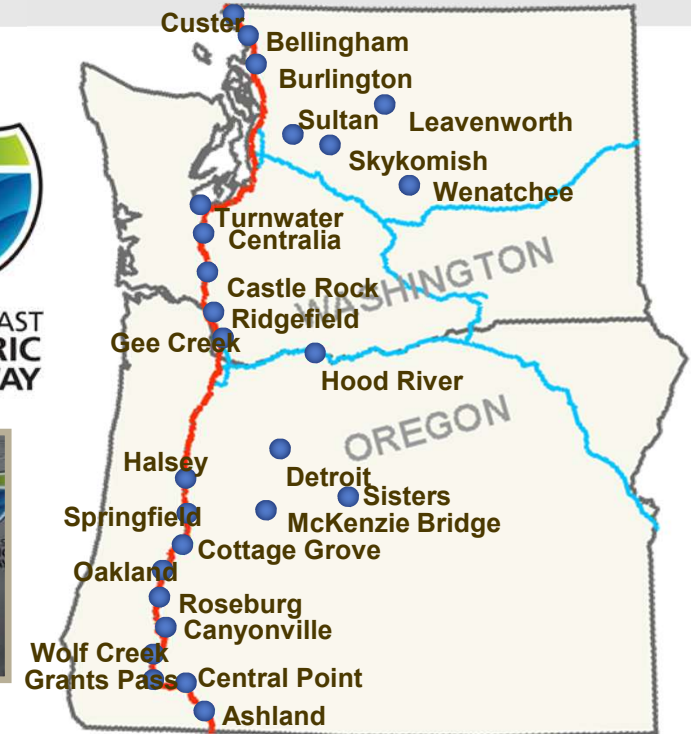 Custer
Bellingham
Burlington
Sultan
Leavenworth
Skykomish
Wenatchee
Turnwater
Centralia
WASHINGTON
Castle Rock
Ridgefield
AST
RIC
AY
Gee Creek
Hood River
OREGON
Halsey
Detroit
Sisters
Springfield
McKenzie Bridge
Cottage Grove
Oakland
Roseburg
Canyonville
Wolf Creek
Grants Pass
Central Point
Ashland